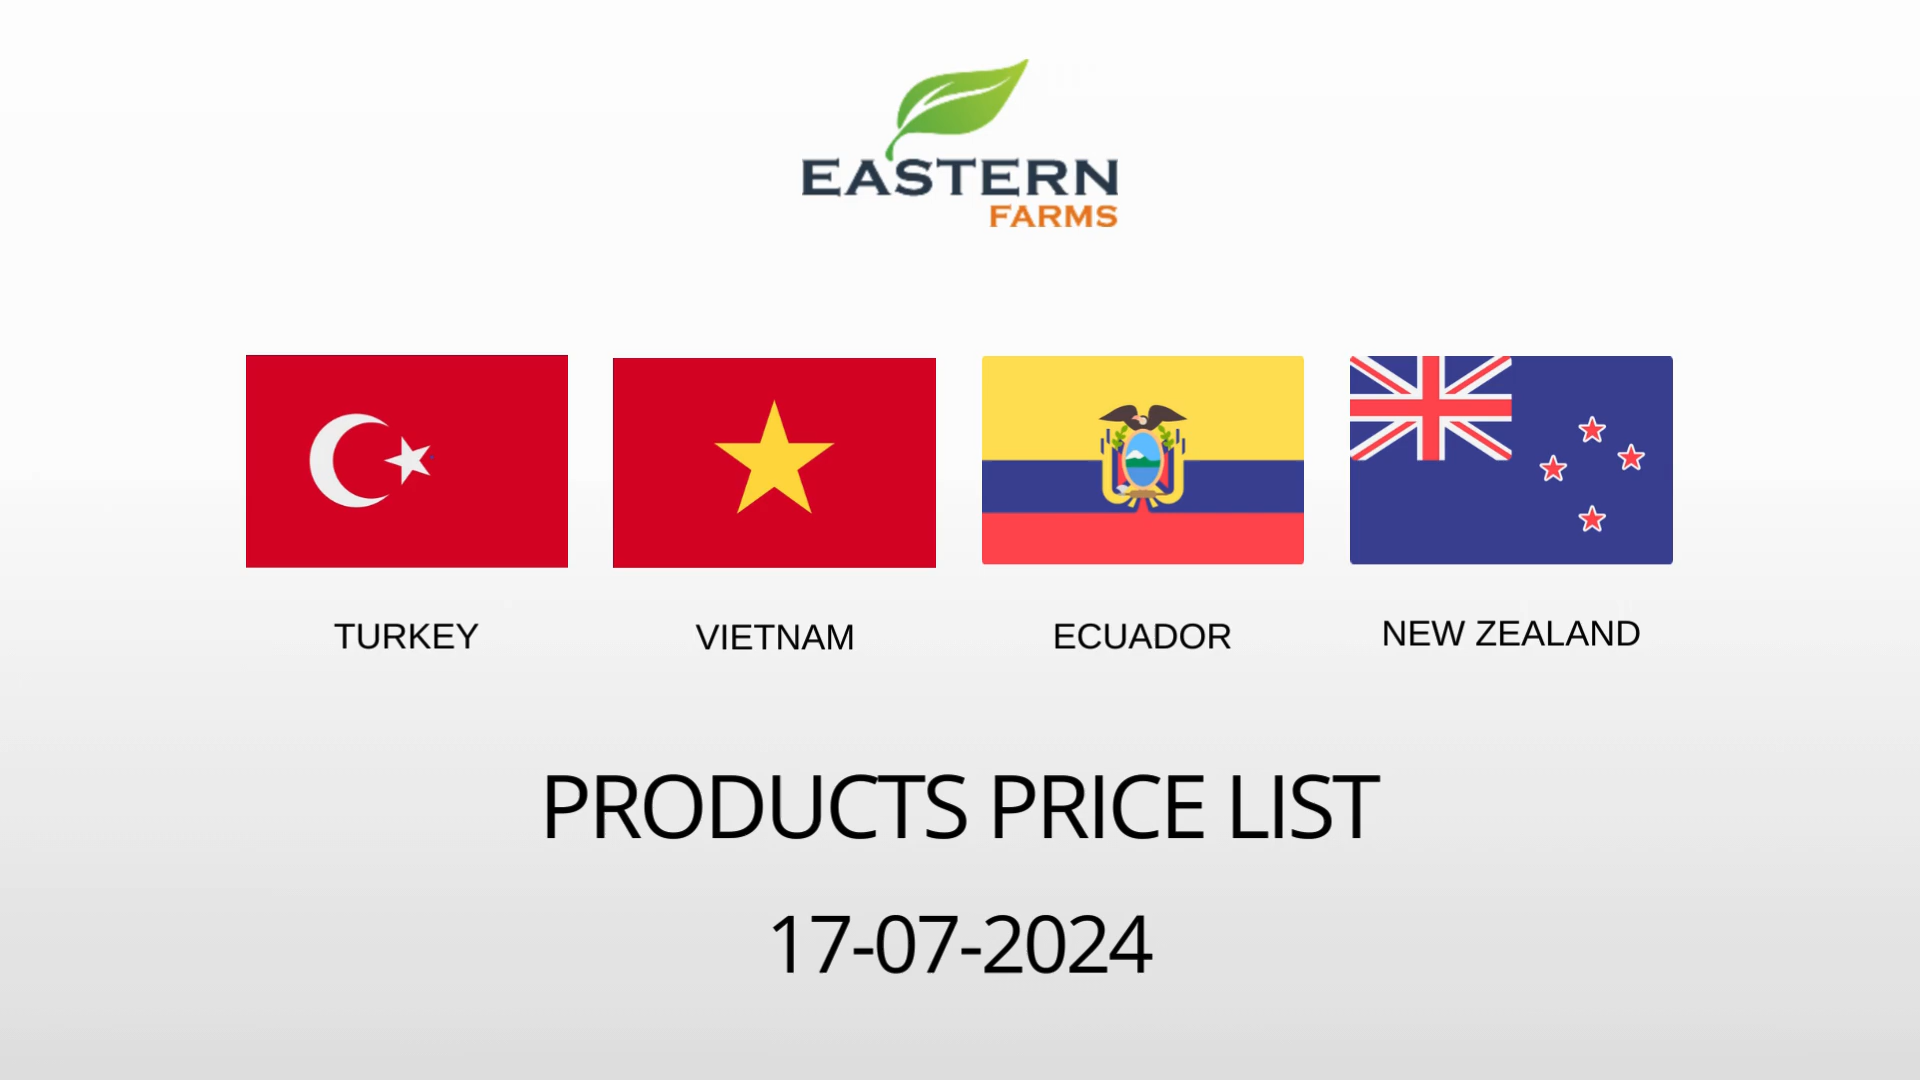 EASTERN
FARMS
TURKEY
VIETNAM
ECUADOR
NEW ZEALAND
PRODUCTS PRICE LIST
17-07-2024